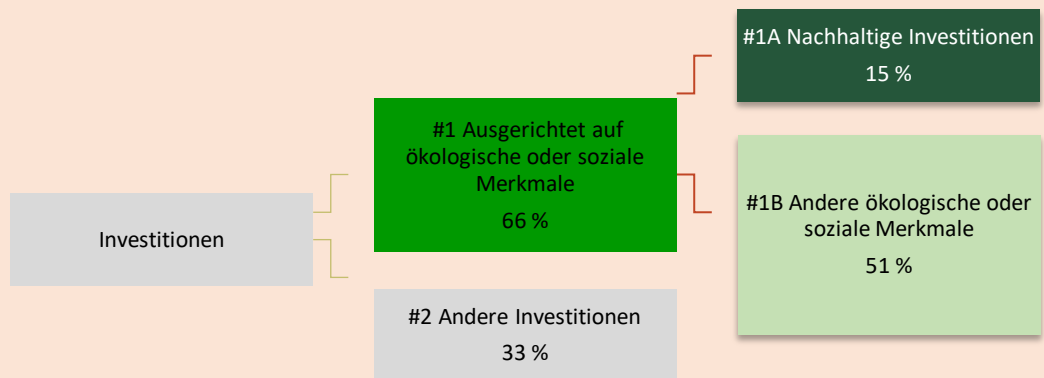 Investitionen
#1 Ausgerichtet auf
ökologische oder soziale
Merkmale
66 %
#2 Andere Investitionen
33 %
#1A Nachhaltige Investitionen
15 %
#1B Andere ökologische oder
soziale Merkmale
51 %